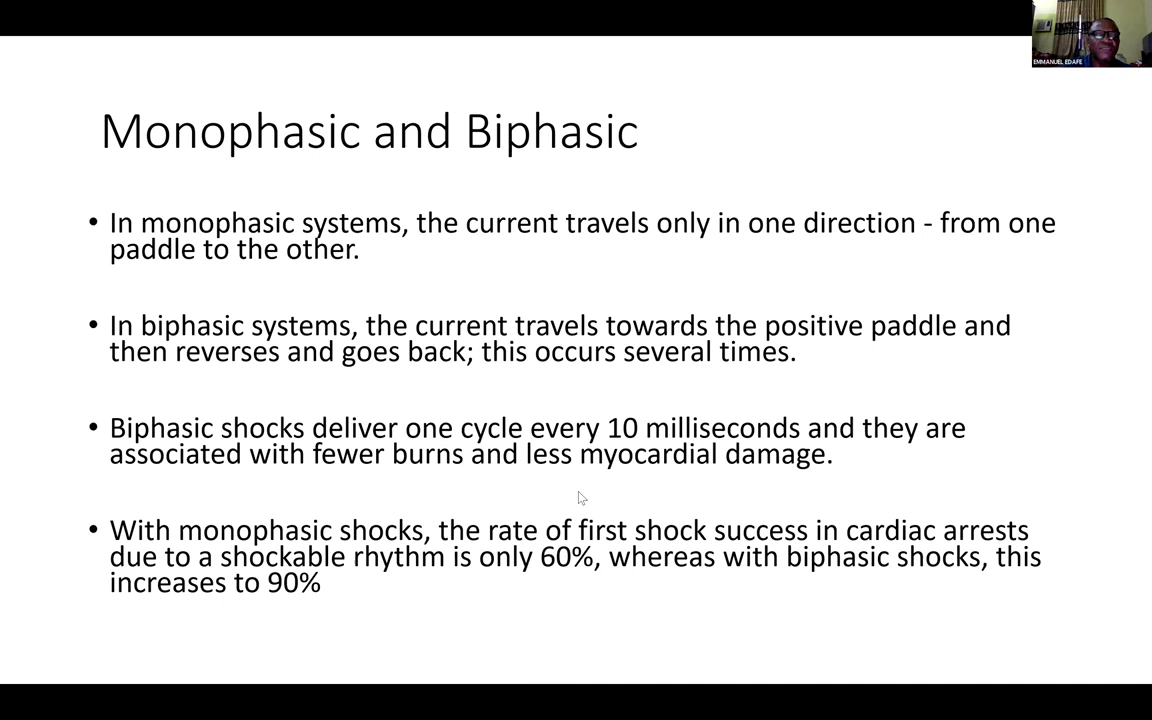 EMMANUEL EDAFE
Monophasic and Biphasic
• In monophasic systems, the current travels only in one direction - from one
paddle to the other.
• In biphasic systems, the current travels towards the positive paddle and
then reverses and goes back; this occurs several times.
• Biphasic shocks deliver one cycle every 10 milliseconds and they are
associated with fewer burns and less myocardial damage.
• With monophasic shocks, the rate of first shock success in cardiac arrests
due to a shockable rhythm is only 60%, whereas with biphasic shocks, this
increases to 90%